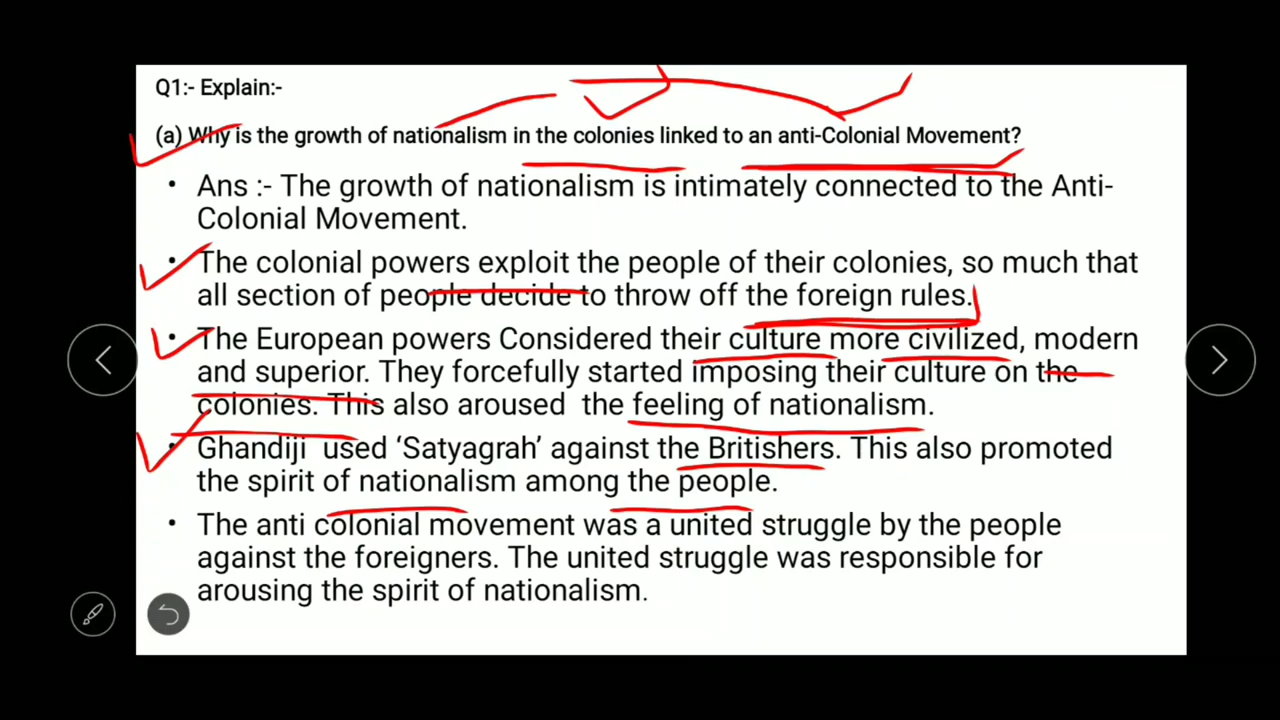 Q1:- Explain:-
(a) Why is the growth of nationalism in the colonies linked to an anti-Colonial Movement?
• Ans :- The growth of nationalism is intimately connected to the Anti-
Colonial Movement.
• The colonial powers exploit the people of their colonies, so much that
all section of people decide to throw off the foreign rules.
• The European powers Considered their culture more civilized, modern
and superior. They forcefully started imposing their culture on the
colonies. This also aroused the feeling of nationalism.
• Ghandiji used ‘Satyagrah’ against the Britishers. This also promoted
the spirit of nationalism among the people.
• The anti colonial movement was a united struggle by the people
against the foreigners. The united struggle was responsible for
arousing the spirit of nationalism.